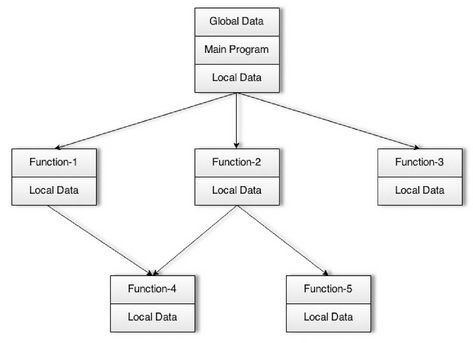 Global Data
Main Program
Local Data
Function-1
Local Data
Function-2
Local Data
Function-3
Local Data
Function-4
Local Data
Function-5
Local Data